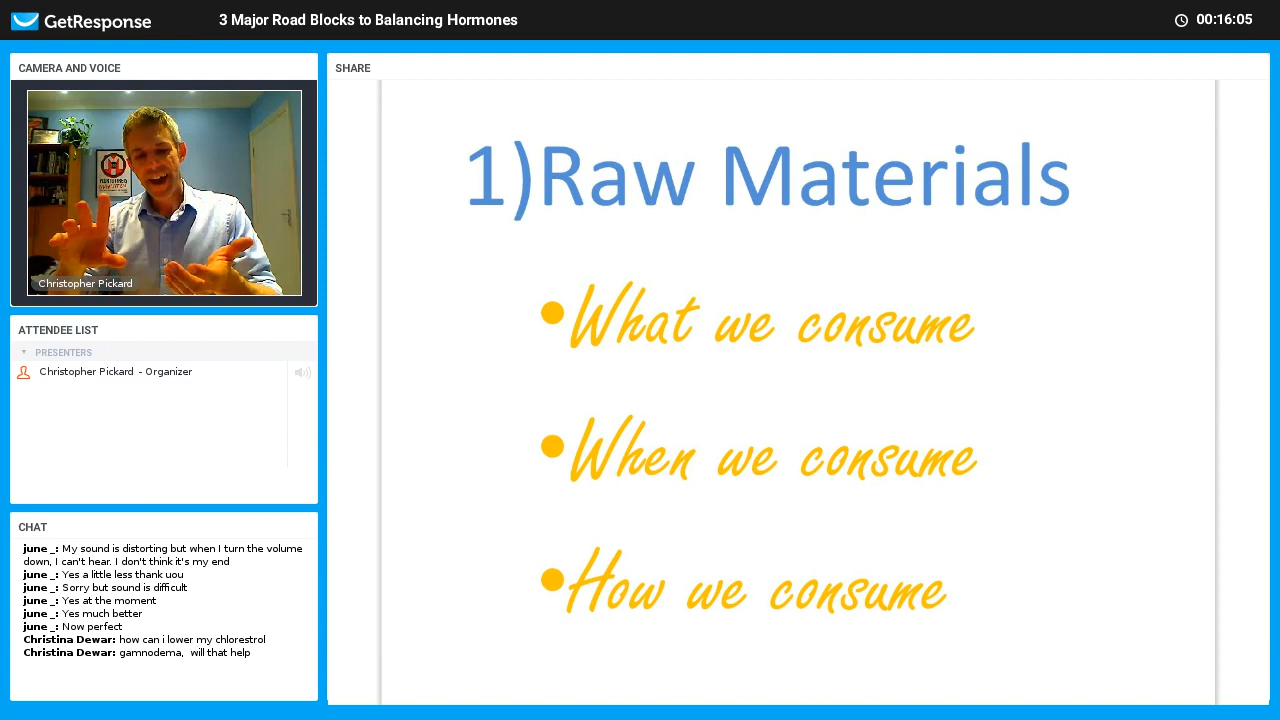 GetResponse
3 Major Road Blocks to Balancing Hormones
00:16:05
CAMERA AND VOICE
Christopher Pickard
ATTENDEE LIST
PRESENTERS
Christopher Pickard - Organizer
CHAT
june _: My sound is distorting but when I turn the volume
down, I can't hear. I don't think it's my end
june _: Yes a little less thank uou
june _: Sorry but sound is difficult
june _: Yes at the moment
june _: Yes much better
june _: Now perfect
Christina Dewar: how can i lower my chlorestrol
Christina Dewar: gamnodema, will that help
SHARE
1)Raw Materials
•What we consume
•When we consume
•How we consume